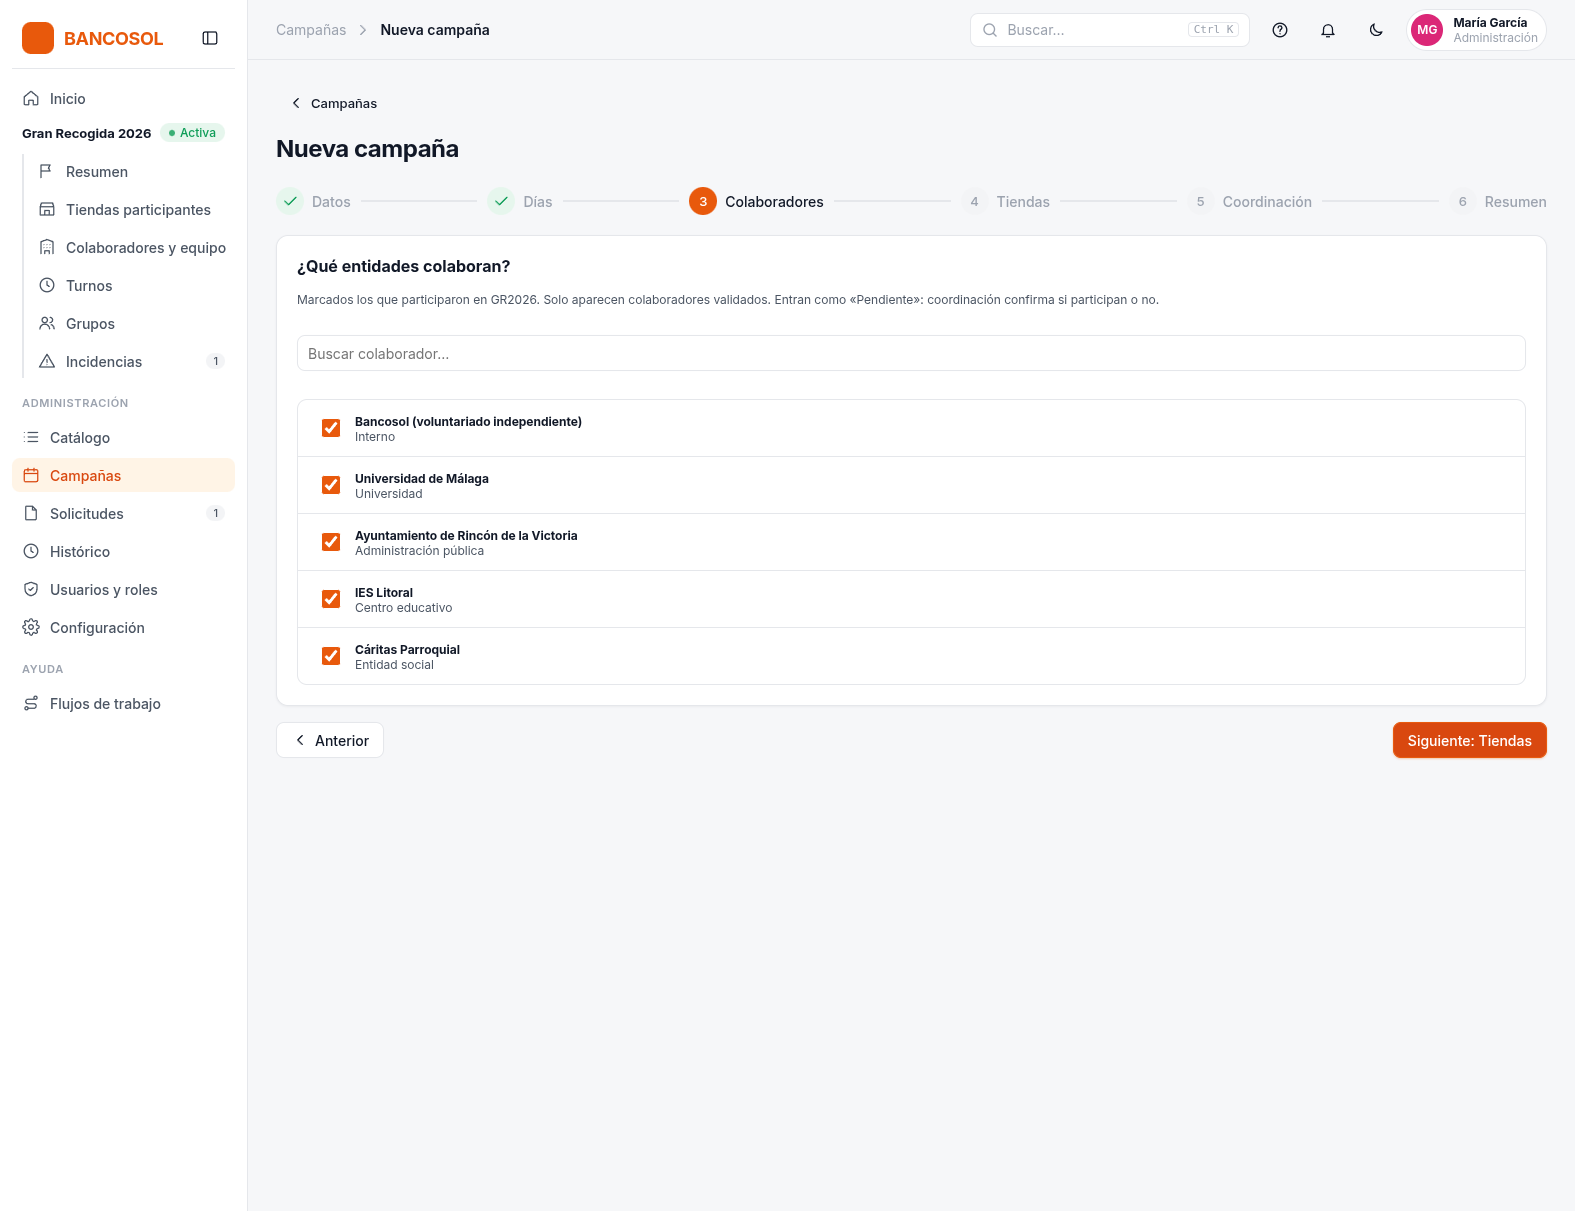 BANCOSOL
Campañas
Nueva campaña
Buscar...
Ctrl K
MG
María García
Administración
Inicio
Gran Recogida 2026
Activa
Resumen
Tiendas participantes
Colaboradores y equipo
Turnos
Grupos
Incidencias
1
ADMINISTRACIÓN
Catálogo
Campañas
Solicitudes
1
Histórico
Usuarios y roles
Configuración
AYUDA
Flujos de trabajo
Campañas
Nueva campaña
Datos
Días
3 Colaboradores
4 Tiendas
5 Coordinación
6 Resumen
¿Qué entidades colaboran?
Marcados los que participaron en GR2026. Solo aparecen colaboradores validados. Entran como «Pendiente»: coordinación confirma si participan o no.
Buscar colaborador...
Bancosol (voluntariado independiente)
Interno
Universidad de Málaga
Universidad
Ayuntamiento de Rincón de la Victoria
Administración pública
IES Litoral
Centro educativo
Cáritas Parroquial
Entidad social
Anterior
Siguiente: Tiendas